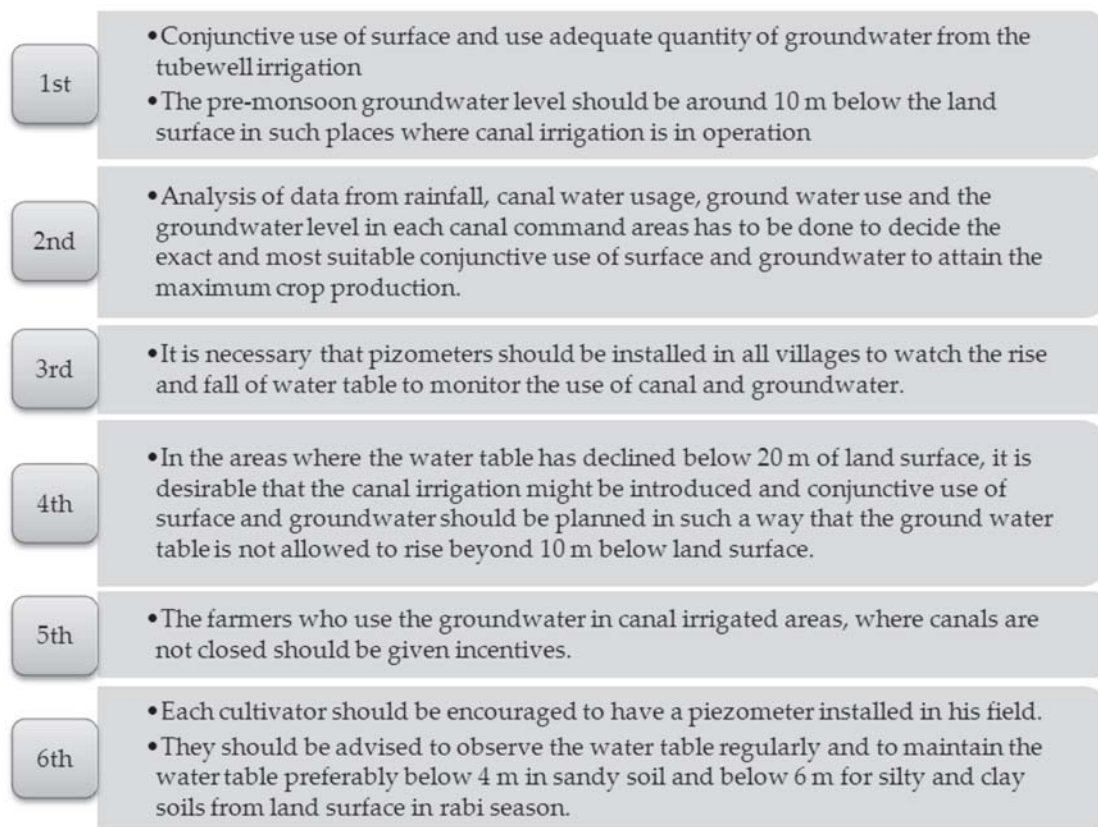 1st
•Conjunctive use of surface and use adequate quantity of groundwater from the
tubewell irrigation
•The pre-monsoon groundwater level should be around 10 m below the land
surface in such places where canal irrigation is in operation
2nd
•Analysis of data from rainfall, canal water usage, ground water use and the
groundwater level in each canal command areas has to be done to decide the
exact and most suitable conjunctive use of surface and groundwater to attain the
maximum crop production.
3rd
•It is necessary that pizometers should be installed in all villages to watch the rise
and fall of water table to monitor the use of canal and groundwater.
4th
•In the areas where the water table has declined below 20 m of land surface, it is
desirable that the canal irrigation might be introduced and conjunctive use of
surface and groundwater should be planned in such a way that the ground water
table is not allowed to rise beyond 10 m below land surface.
5th
•The farmers who use the groundwater in canal irrigated areas, where canals are
not closed should be given incentives.
6th
•Each cultivator should be encouraged to have a piezometer installed in his field.
•They should be advised to observe the water table regularly and to maintain the
water table preferably below 4 m in sandy soil and below 6 m for silty and clay
soils from land surface in rabi season.